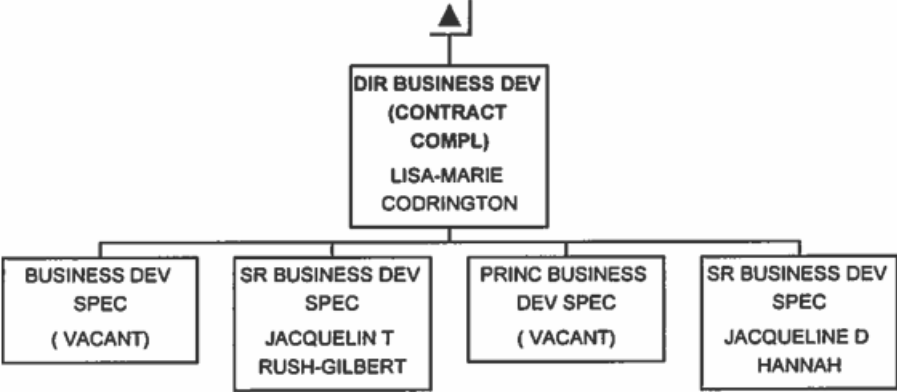 DIR BUSINESS DEV
(CONTRACT
COMPL)
LISA-MARIE
CODRINGTON
BUSINESS DEV
SPEC
( VACANT)
SR BUSINESS DEV
SPEC
JACQUELIN T
RUSH-GILBERT
PRINC BUSINESS
DEV SPEC
( VACANT)
SR BUSINESS DEV
SPEC
JACQUELINE D
HANNAH